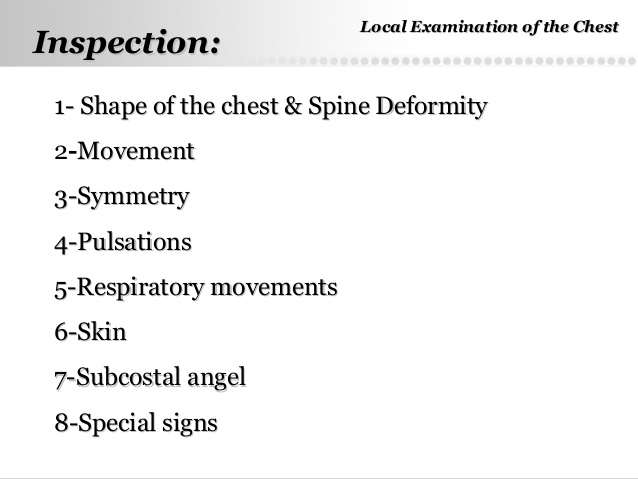 Local Examination of the Chest
Inspection:
1- Shape of the chest & Spine Deformity
2-Movement
3-Symmetry
4-Pulsations
5-Respiratory movements
6-Skin
7-Subcostal angel
8-Special signs